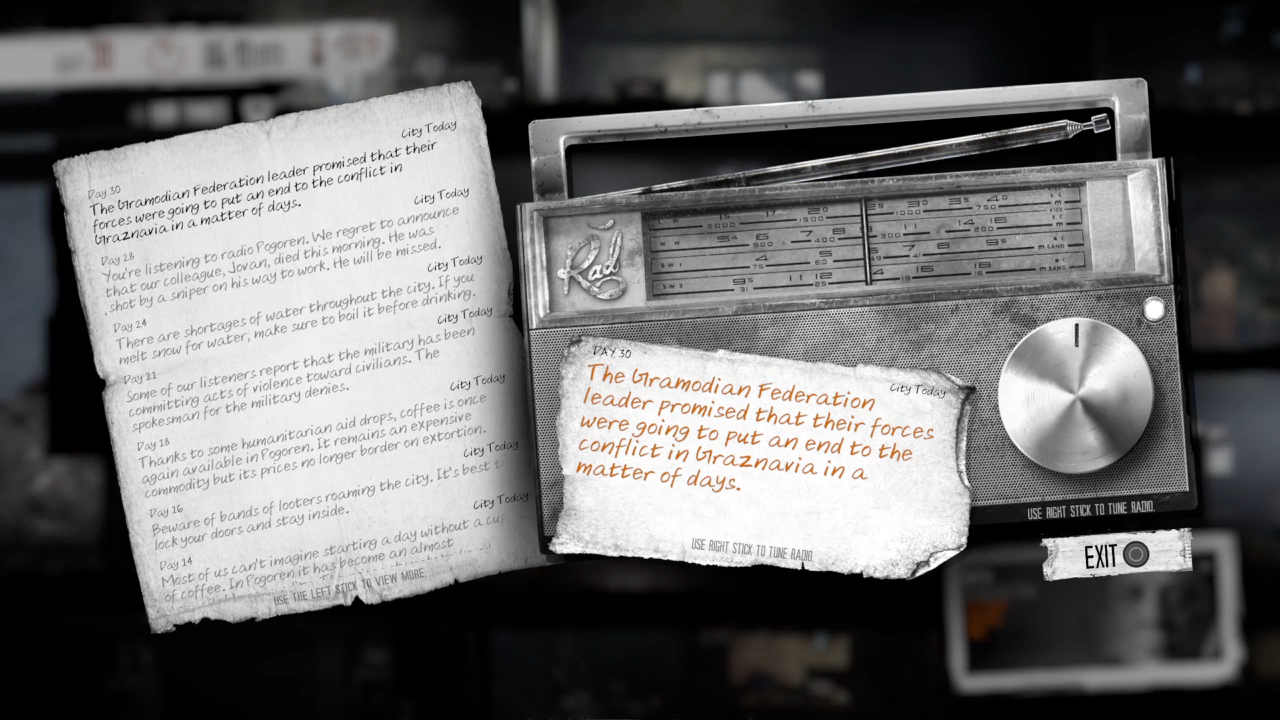 City Today
Day 30
The Gramodian Federation leader promised that their
forces were going to put an end to the conflict in
Graznavia in a matter of days.
City Today
Day 28
You're listening to radio Pogoren. We regret to announce
that our colleague, Jovan, died this morning. He was
shot by a sniper on his way to work. He will be missed.
City Today
Day 24
There are shortages of water throughout the city. If you
melt snow for water, make sure to boil it before drinking.
City Today
Day 21
Some of our listeners report that the military has been
committing acts of violence toward civilians. The
spokesman for the military denies.
City Today
Day 18
Thanks to some humanitarian aid drops, coffee is once
again available in Pogoren. It remains an expensive
commodity but its prices no longer border on extortion.
City Today
Day 16
Beware of bands of looters roaming the city. It's best t
lock your doors and stay inside.
City Today
Day 14
Most of us can't imagine starting a day without a cup
of coffee. In Pogoren it has become an almost
USE THE LEFT STICK TO VIEW MORE.
Rad
DAY 30
City Today
The Gramodian Federation
leader promised that their forces
were going to put an end to the
conflict in Graznavia in a
matter of days.
USE RIGHT STICK TO TUNE RADIO.
USE RIGHT STICK TO TUNE RADIO.
EXIT